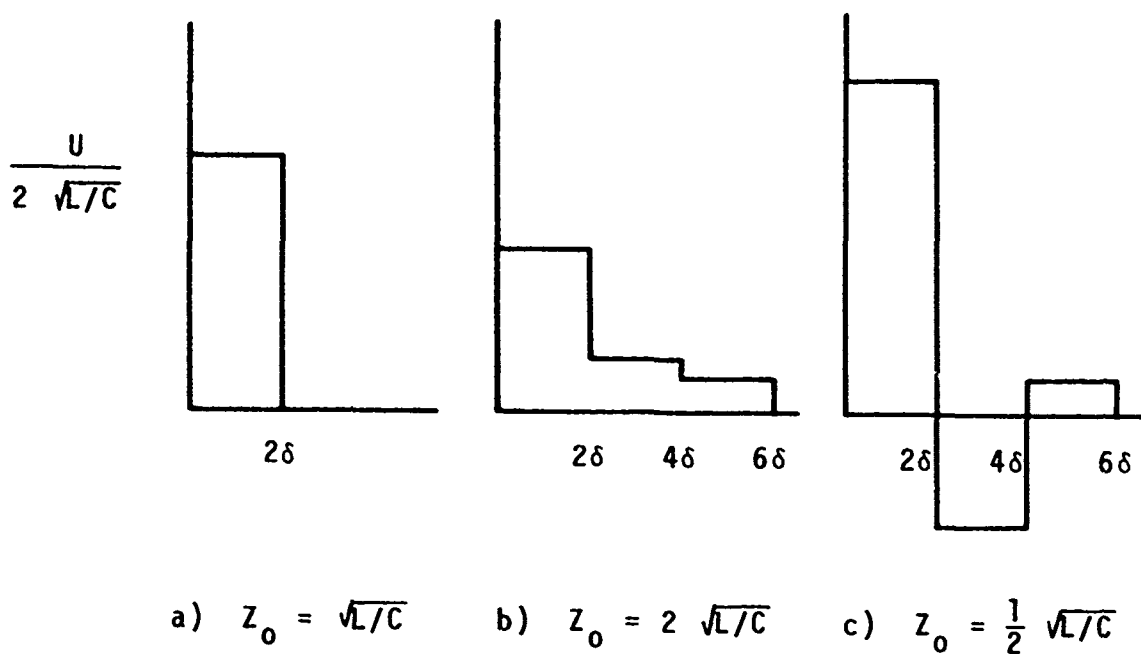 U
2 √L/C
2δ
2δ 4δ 6δ
2δ 4δ 6δ
a) Z₀ = √L/C b) Z₀ = 2 √L/C c) Z₀ = 1/2 √L/C